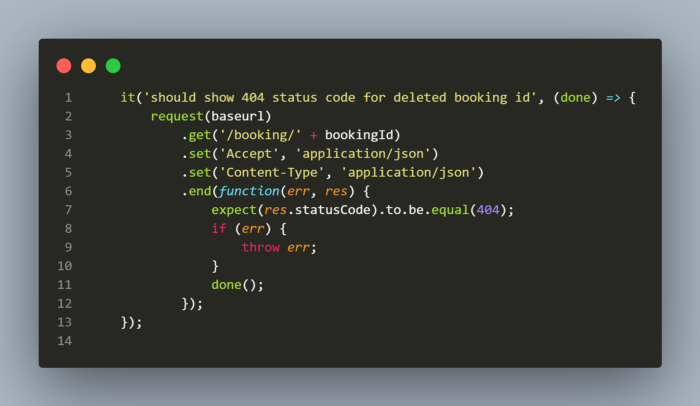 1 it('should show 404 status code for deleted booking id', (done) => {
2 request(baseurl)
3 .get('/booking/' + bookingId)
4 .set('Accept', 'application/json')
5 .set('Content-Type', 'application/json')
6 .end(function(err, res) {
7 expect(res.statusCode).to.be.equal(404);
8 if (err) {
9 throw err;
10 }
11 done();
12 });
13 });
14